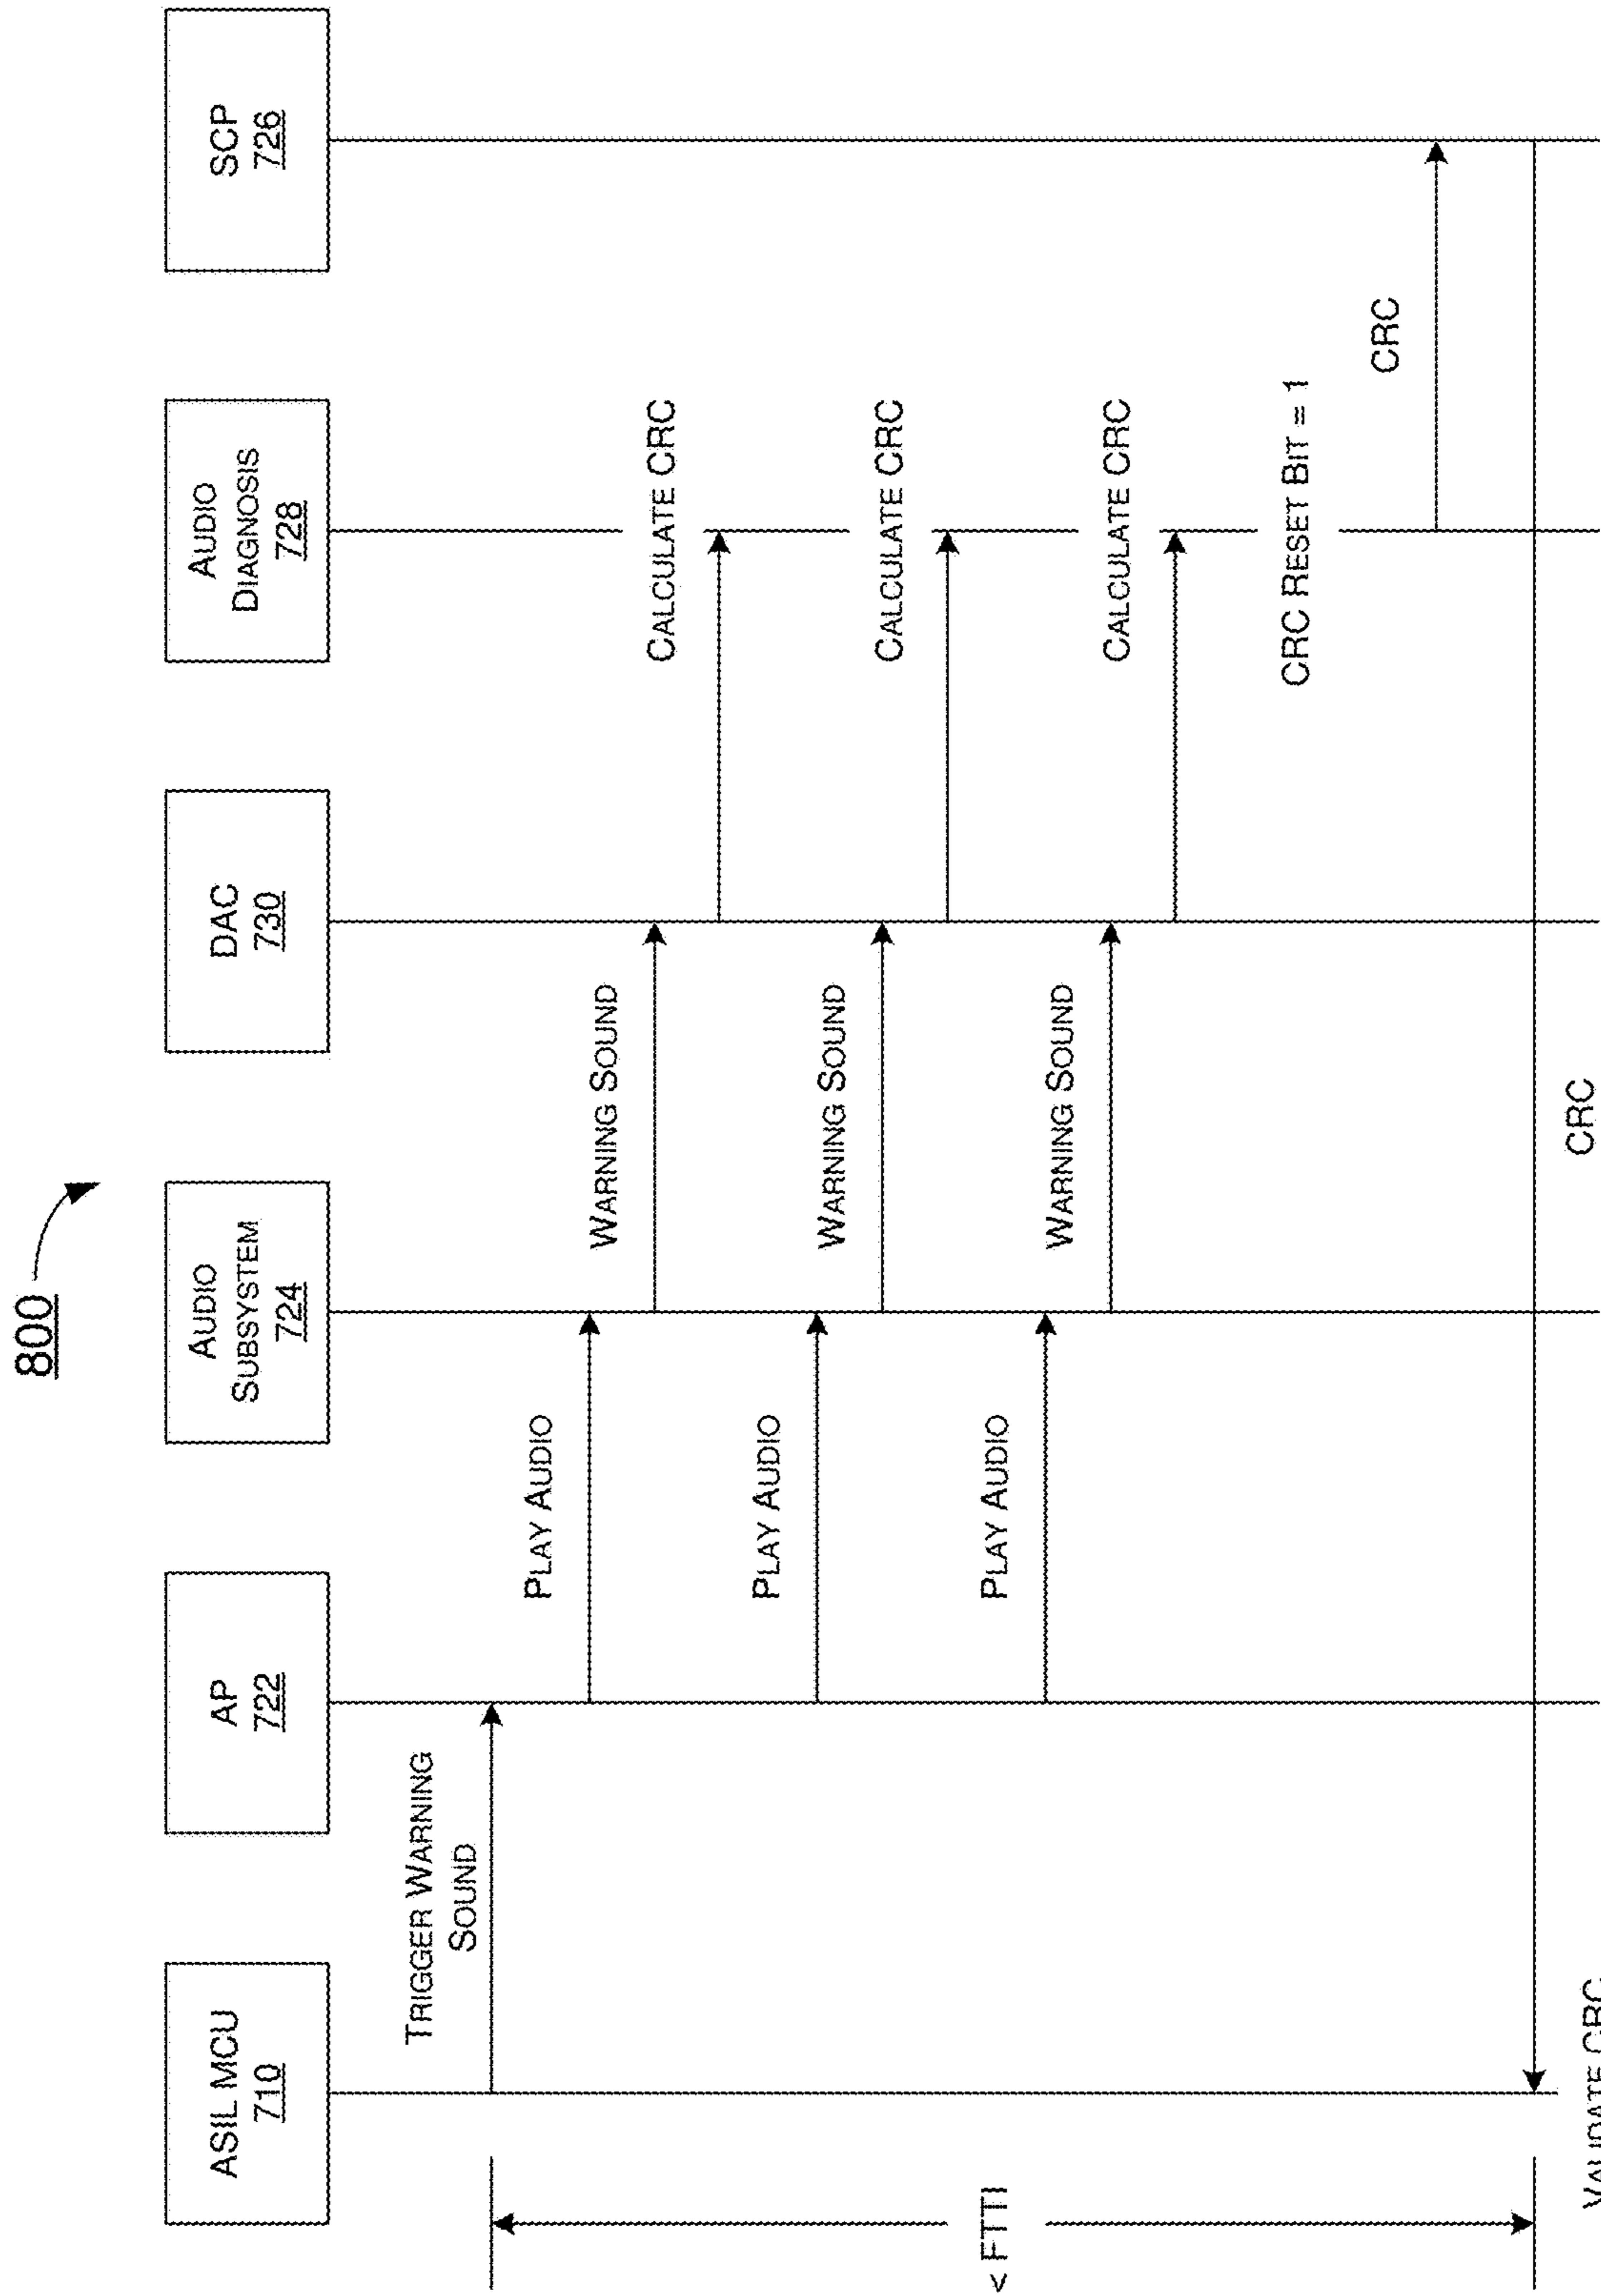 800
ASIL MCU
710
AP
722
AUDIO
SUBSYSTEM
724
DAC
730
AUDIO
DIAGNOSIS
728
SCP
726
TRIGGER WARNING
SOUND
PLAY AUDIO
WARNING SOUND
CALCULATE CRC
PLAY AUDIO
WARNING SOUND
CALCULATE CRC
PLAY AUDIO
WARNING SOUND
CALCULATE CRC
< FTTI
CRC RESET BIT = 1
CRC
CRC
VALIDATE CRC